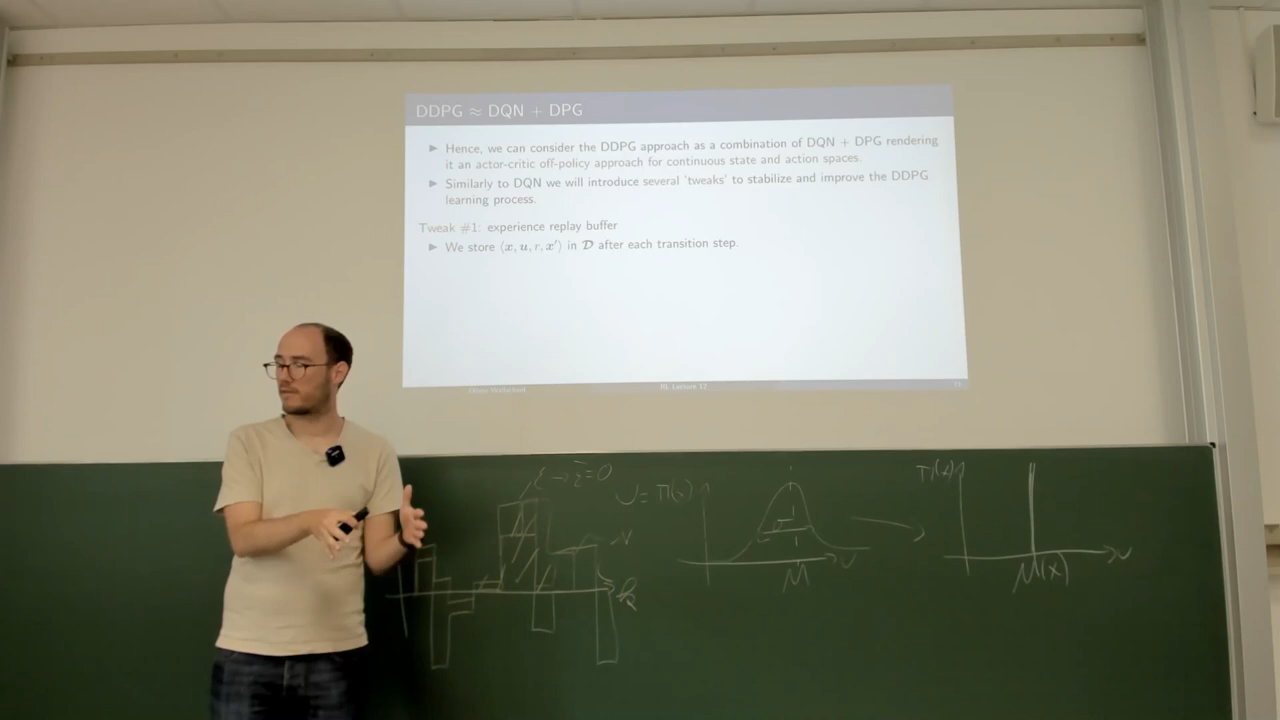 DDPG ≈ DQN + DPG
▶ Hence, we can consider the DDPG approach as a combination of DQN + DPG rendering
it an actor-critic off-policy approach for continuous state and action spaces.
▶ Similarly to DQN we will introduce several 'tweaks' to stabilize and improve the DDPG
learning process.
Tweak #1: experience replay buffer
▶ We store ⟨x, u, r, x′⟩ in D after each transition step.
RL Lecture 12
U = π(x)
μ
U
μ(x)
U